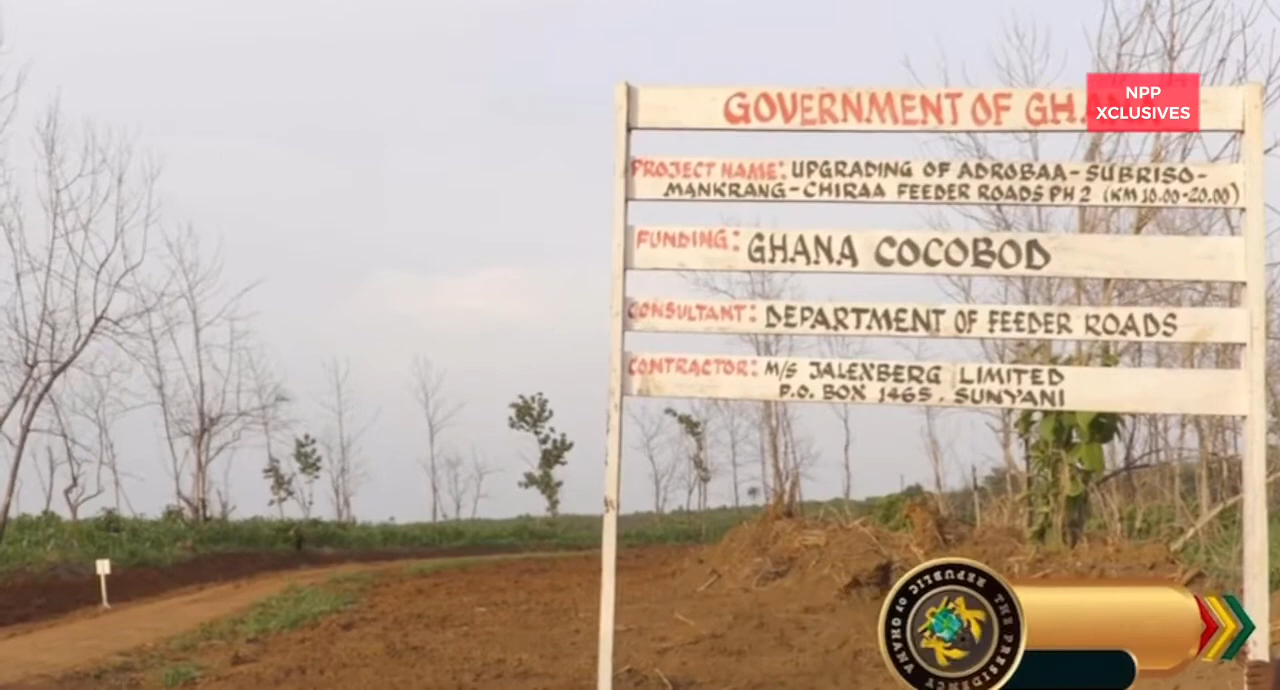 GOVERNMENT OF GH
NPP
XCLUSIVES
PROJECT NAME: UPGRADING OF ADROBAA-SUBRISO-
MANKRANG-CHIRAA FEEDER ROADS PH 2 (KM 10.00-20.00)
FUNDING: GHANA COCOBOD
CONSULTANT: DEPARTMENT OF FEEDER ROADS
CONTRACTOR: M/S JALEXBERG LIMITED
P.O. BOX 1465, SUNYANI
THE PRESIDENCY
REPUBLIC OF GHANA